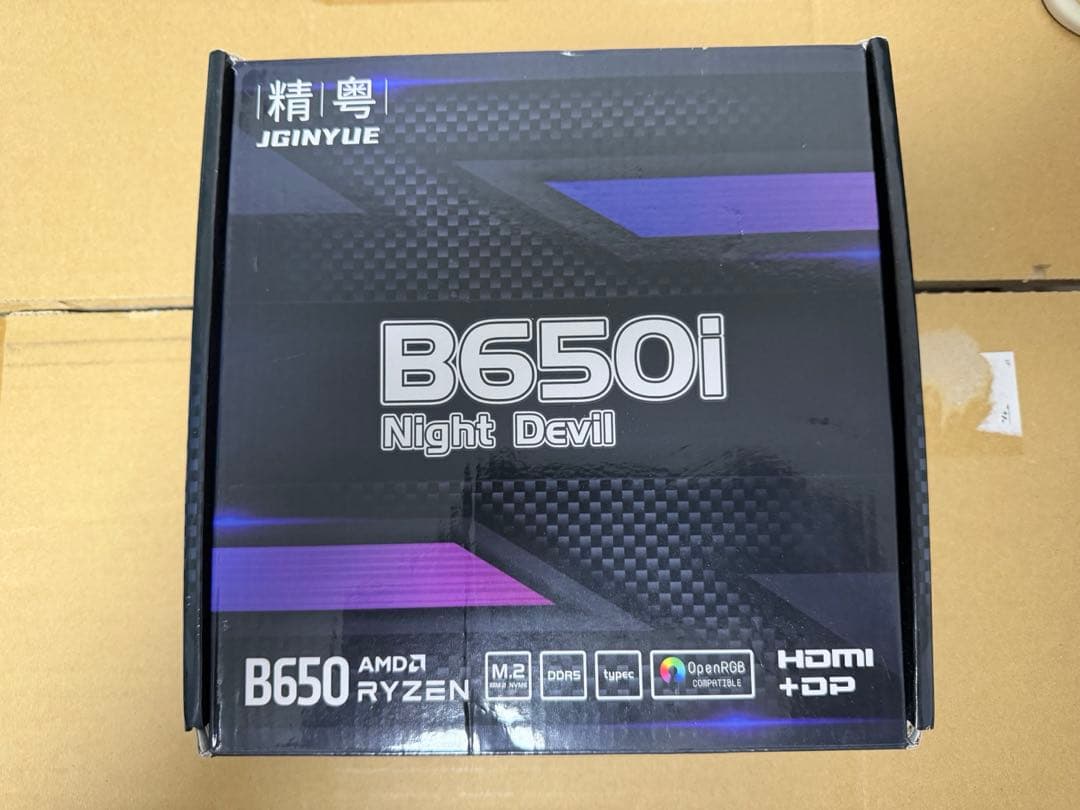 精粤
JGINYUE
B650i
Night Devil
B650 AMD RYZEN
M.2
DDR5
typec
OpenRGB
COMPATIBLE
HDMI
+DP